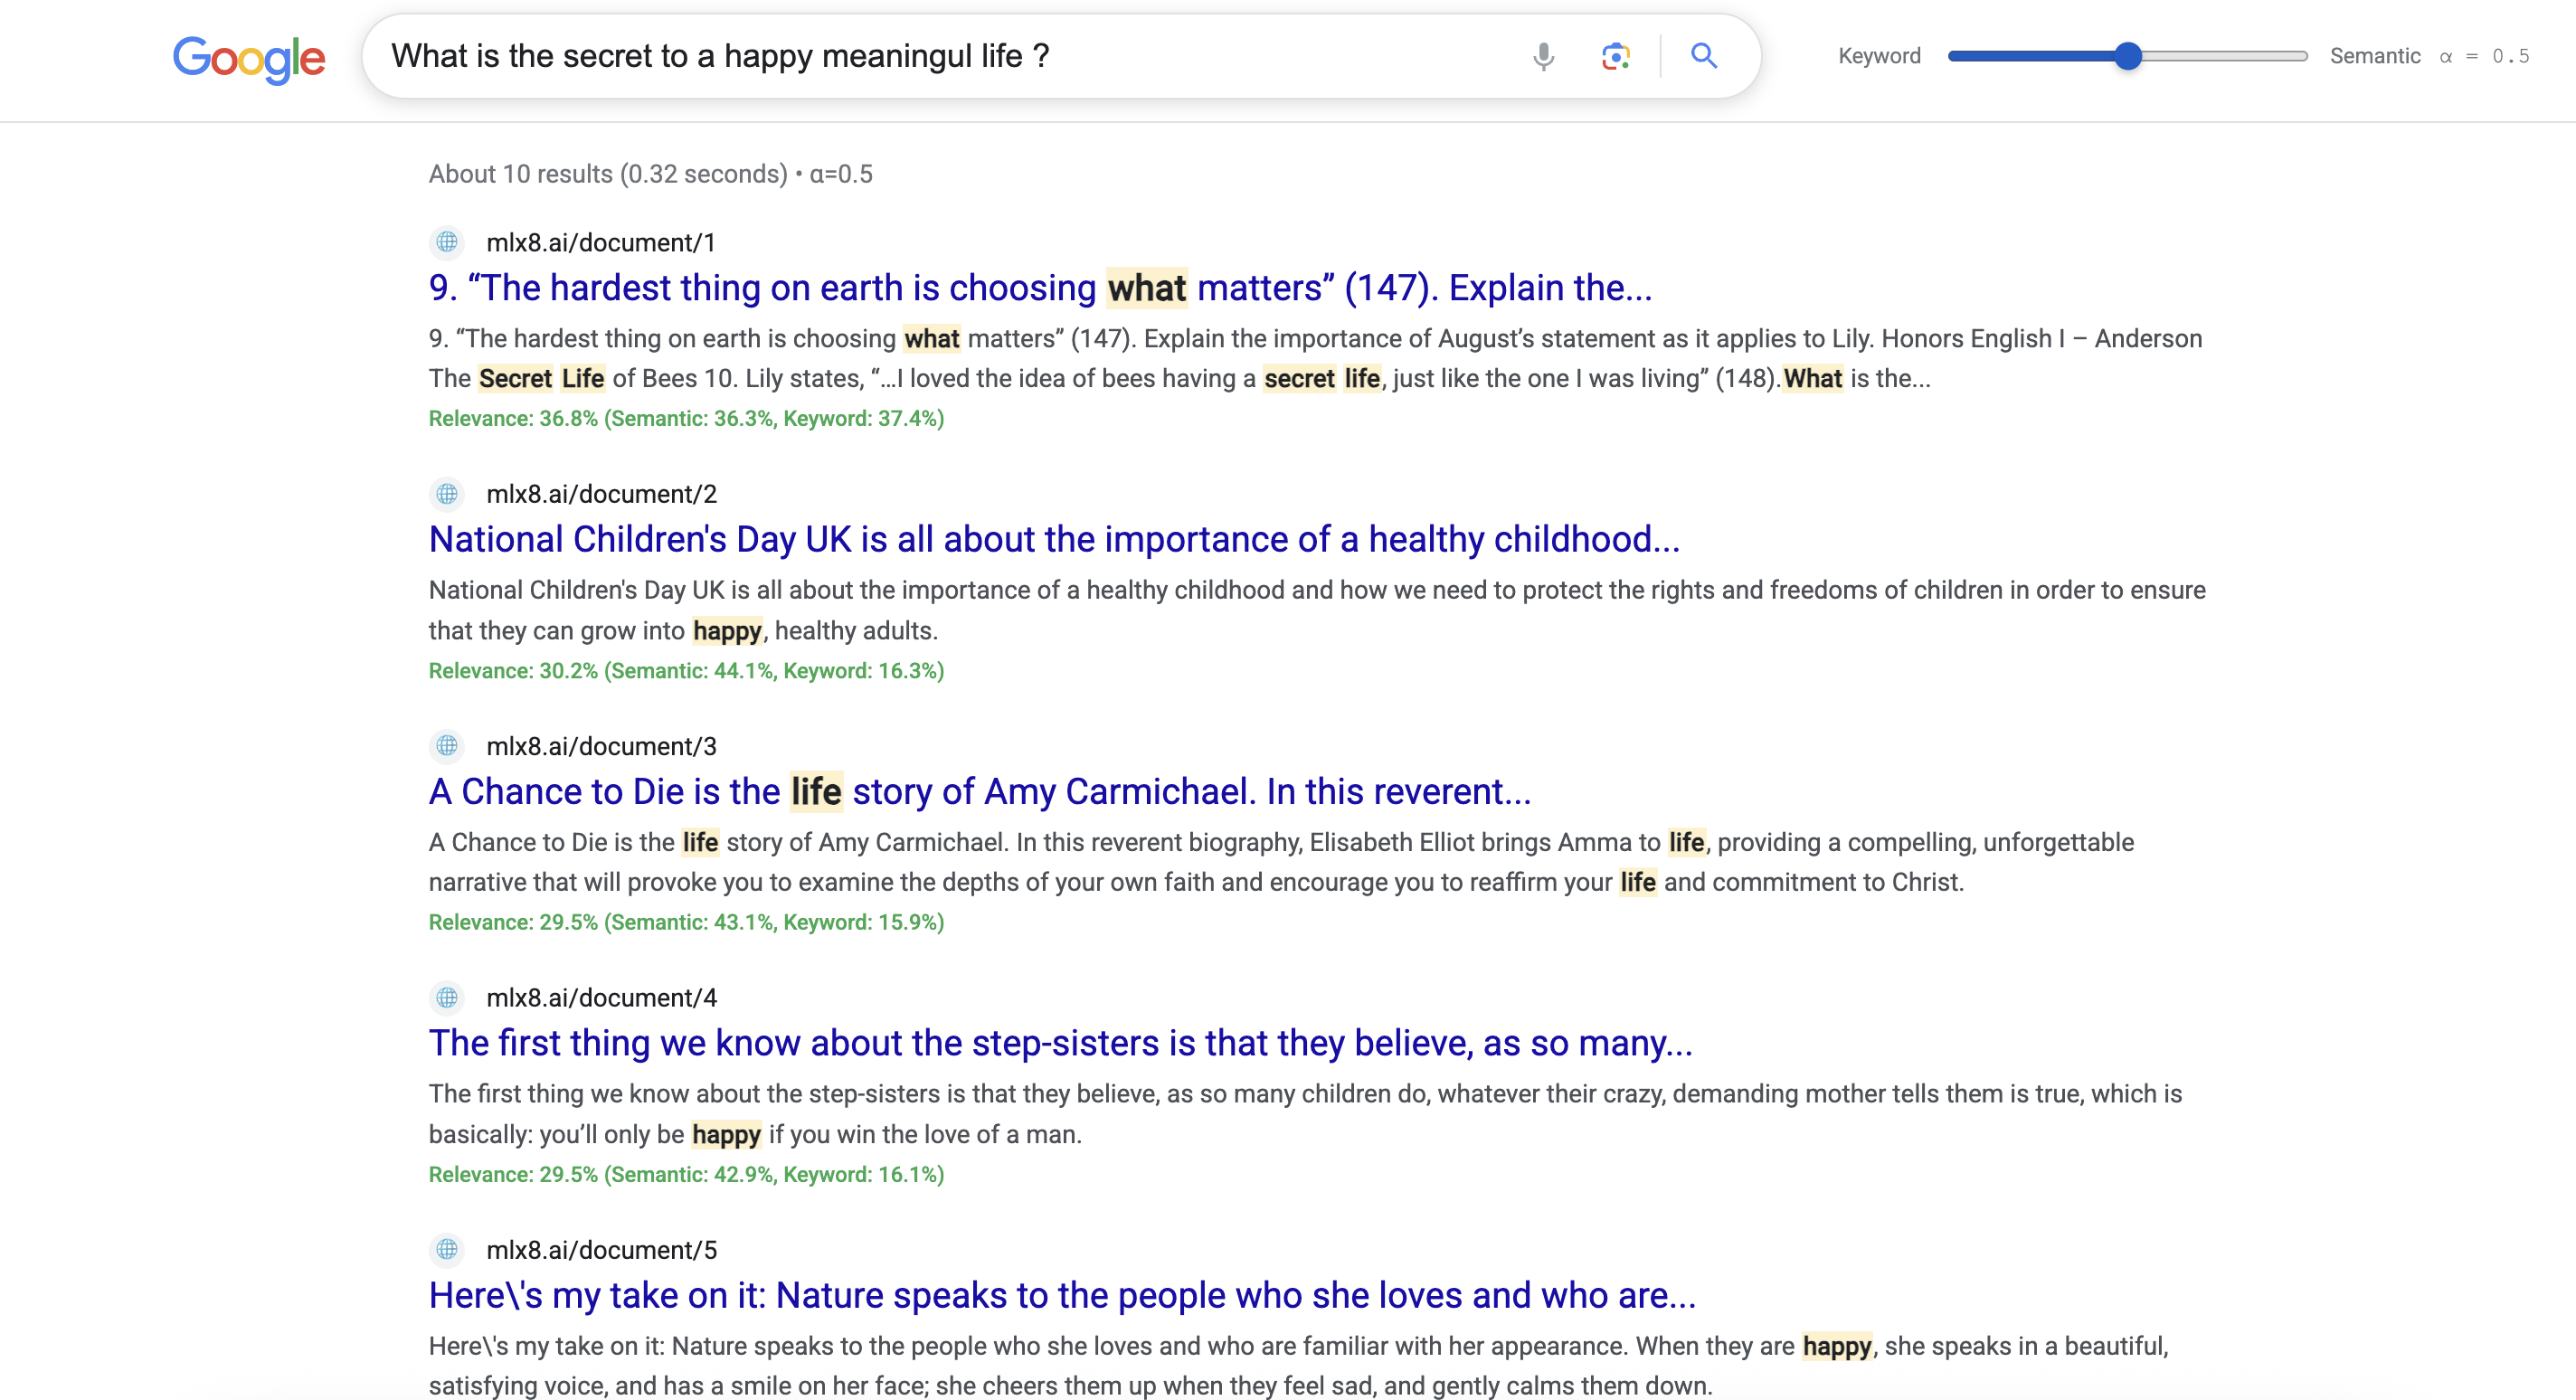 Google
What is the secret to a happy meaningul life ?
Keyword
Semantic α = 0.5
About 10 results (0.32 seconds) • α=0.5
mlx8.ai/document/1
9. “The hardest thing on earth is choosing what matters” (147). Explain the...
9. “The hardest thing on earth is choosing what matters” (147). Explain the importance of August’s statement as it applies to Lily. Honors English I – Anderson
The Secret Life of Bees 10. Lily states, “…I loved the idea of bees having a secret life, just like the one I was living” (148).What is the...
Relevance: 36.8% (Semantic: 36.3%, Keyword: 37.4%)
mlx8.ai/document/2
National Children's Day UK is all about the importance of a healthy childhood...
National Children's Day UK is all about the importance of a healthy childhood and how we need to protect the rights and freedoms of children in order to ensure
that they can grow into happy, healthy adults.
Relevance: 30.2% (Semantic: 44.1%, Keyword: 16.3%)
mlx8.ai/document/3
A Chance to Die is the life story of Amy Carmichael. In this reverent...
A Chance to Die is the life story of Amy Carmichael. In this reverent biography, Elisabeth Elliot brings Amma to life, providing a compelling, unforgettable
narrative that will provoke you to examine the depths of your own faith and encourage you to reaffirm your life and commitment to Christ.
Relevance: 29.5% (Semantic: 43.1%, Keyword: 15.9%)
mlx8.ai/document/4
The first thing we know about the step-sisters is that they believe, as so many...
The first thing we know about the step-sisters is that they believe, as so many children do, whatever their crazy, demanding mother tells them is true, which is
basically: you’ll only be happy if you win the love of a man.
Relevance: 29.5% (Semantic: 42.9%, Keyword: 16.1%)
mlx8.ai/document/5
Here\'s my take on it: Nature speaks to the people who she loves and who are...
Here\'s my take on it: Nature speaks to the people who she loves and who are familiar with her appearance. When they are happy, she speaks in a beautiful,
satisfying voice, and has a smile on her face; she cheers them up when they feel sad, and gently calms them down.